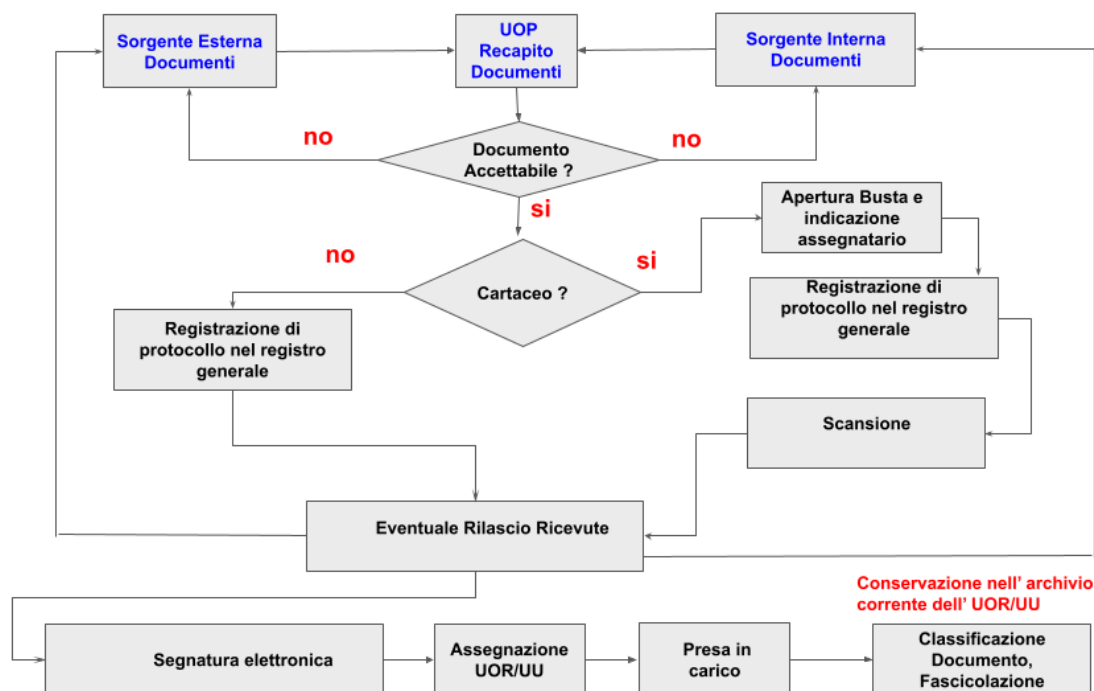 Sorgente Esterna
Documenti
UOP
Recapito
Documenti
Sorgente Interna
Documenti
no
no
Documento
Accettabile ?
si
Apertura Busta e
indicazione
assegnatario
no
si
Cartaceo ?
Registrazione di
protocollo nel registro
generale
Registrazione di
protocollo nel registro
generale
Scansione
Eventuale Rilascio Ricevute
Conservazione nell' archivio
corrente dell' UOR/UU
Segnatura elettronica
Assegnazione
UOR/UU
Presa in
carico
Classificazione
Documento,
Fascicolazione